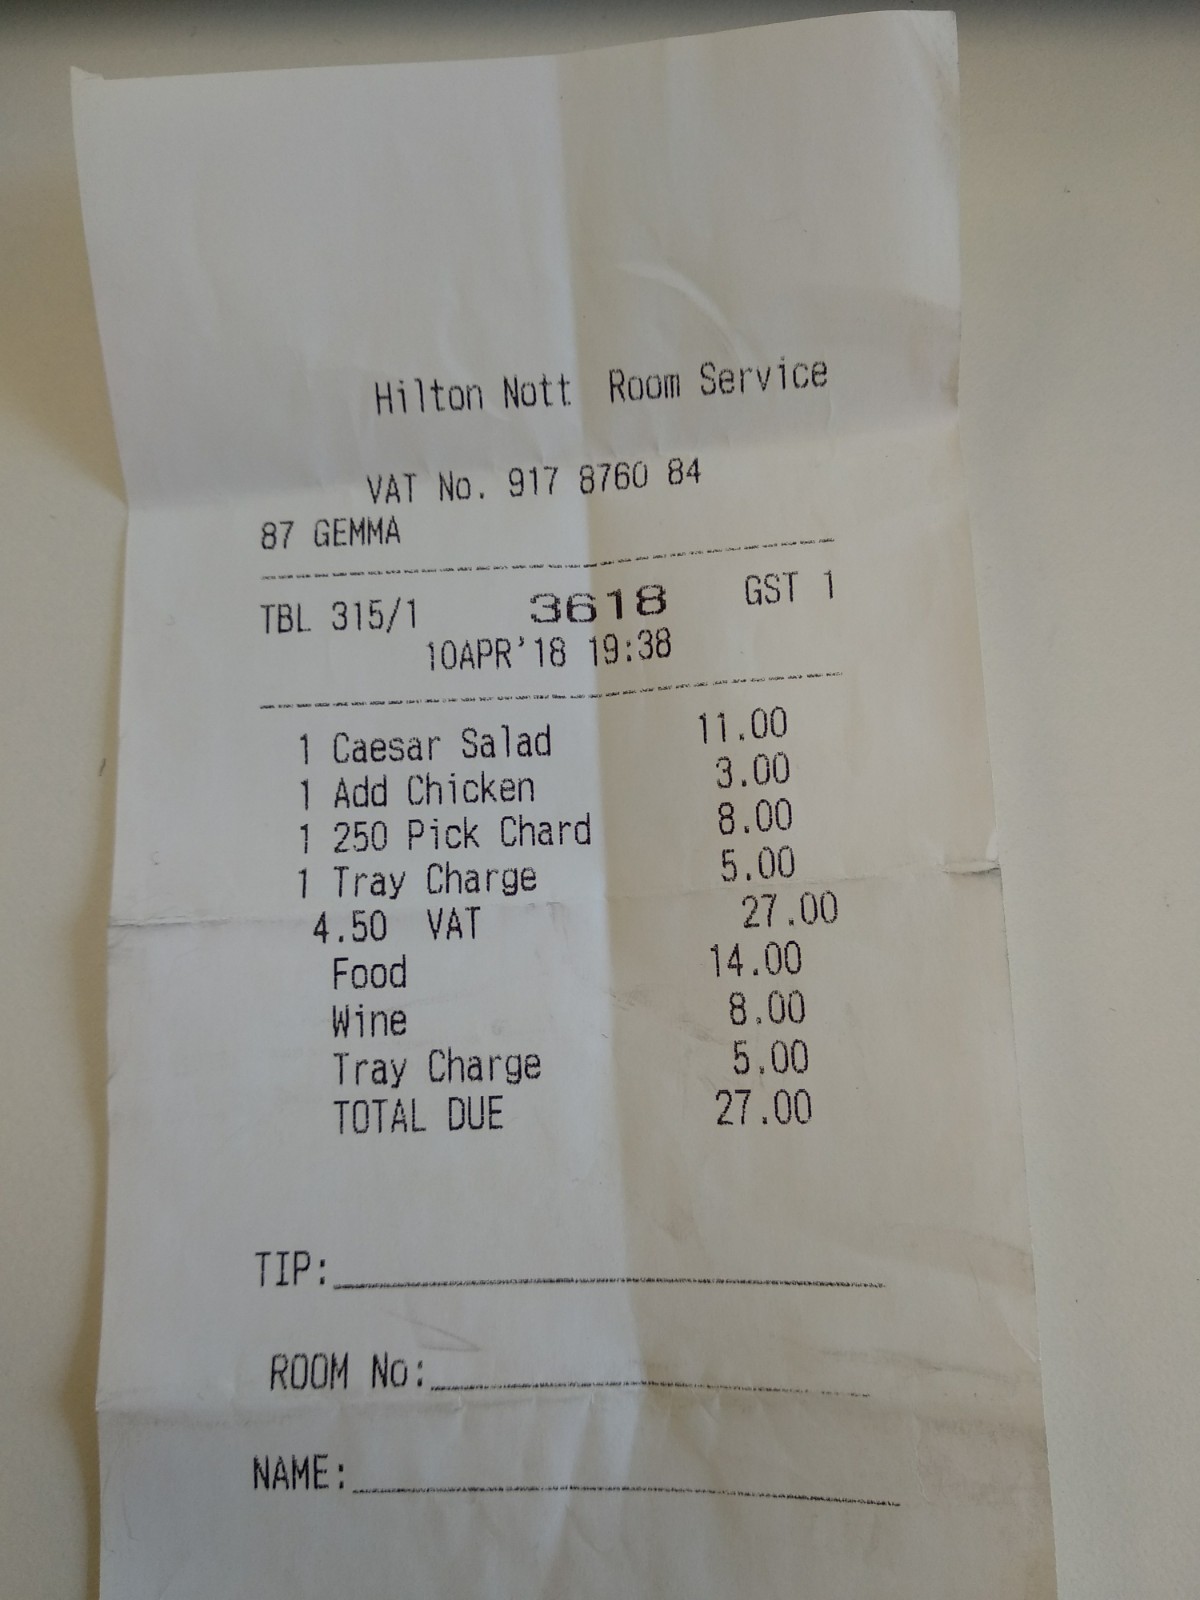 Hilton Nott Room Service
VAT No. 917 8760 84
87 GEMMA
TBL 315/1 3618 GST 1
10APR'18 19:38
1 Caesar Salad 11.00
1 Add Chicken 3.00
1 250 Pick Chard 8.00
1 Tray Charge 5.00
4.50 VAT 27.00
Food 14.00
Wine 8.00
Tray Charge 5.00
TOTAL DUE 27.00
TIP:
ROOM No:
NAME: